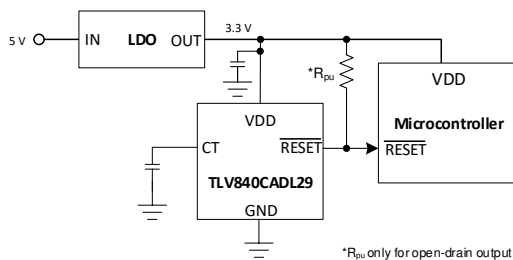 5 V
IN
LDO
OUT
3.3 V
*Rpu
VDD
Microcontroller
RESET
VDD
CT
RESET
TLV840CADL29
GND
*Rpu only for open-drain output